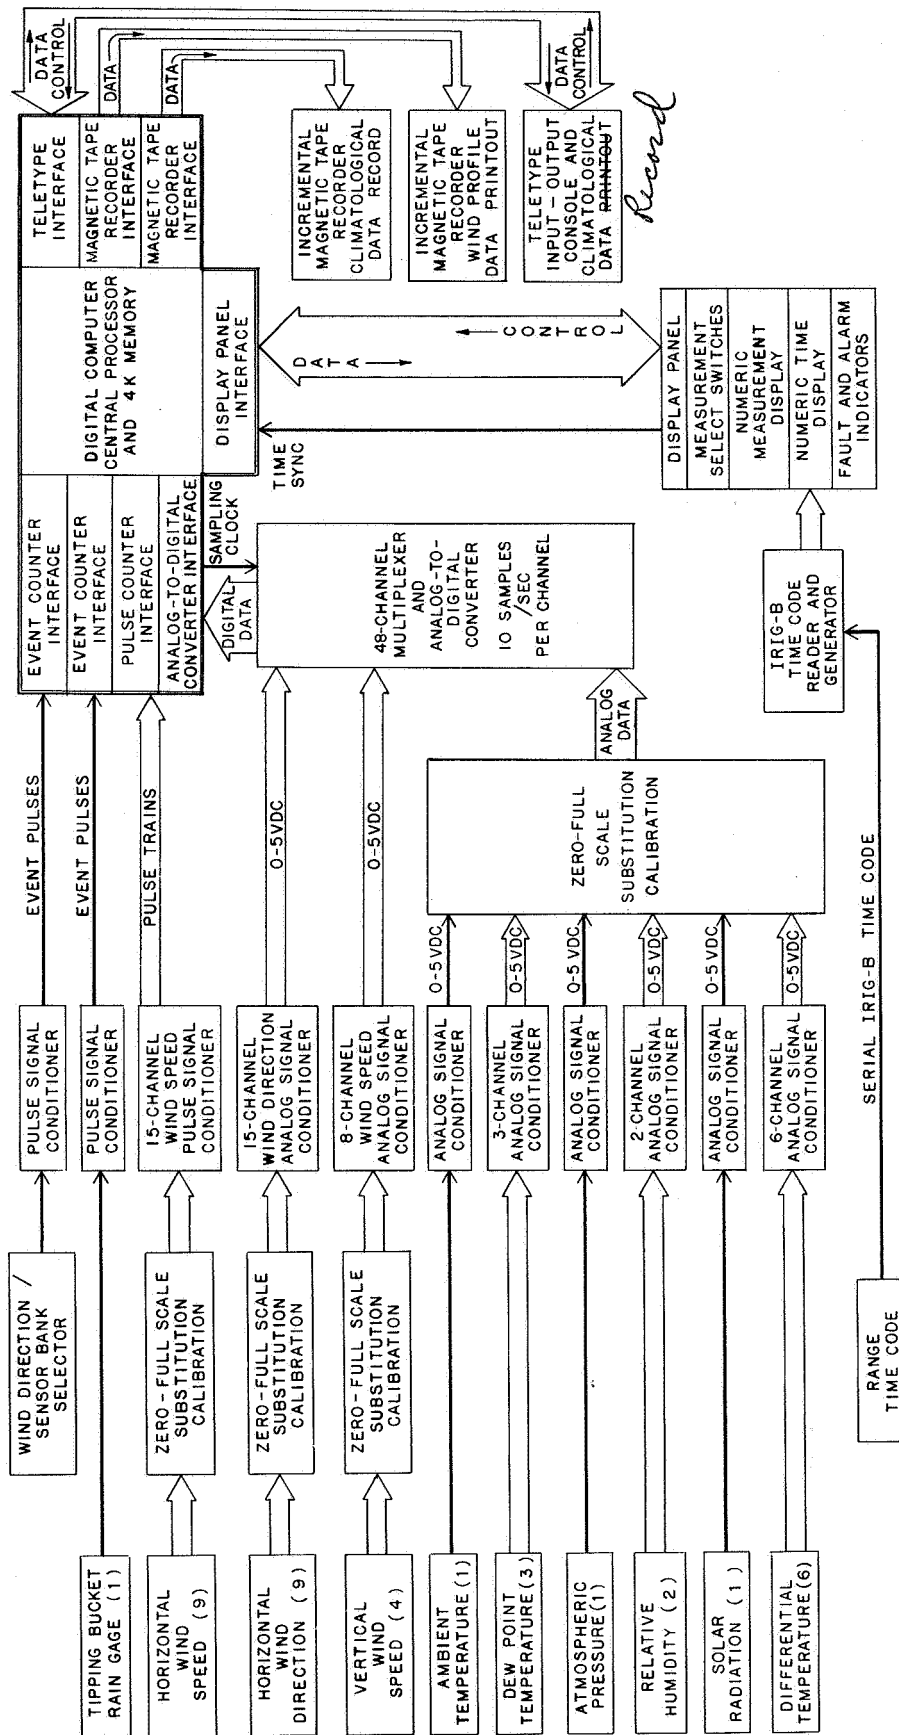 TIPPING BUCKET
RAIN GAGE (1)
HORIZONTAL
WIND
SPEED (9)
HORIZONTAL
WIND
DIRECTION (9)
VERTICAL
WIND
SPEED (4)
AMBIENT
TEMPERATURE (1)
DEW POINT
TEMPERATURE (3)
ATMOSPHERIC
PRESSURE (1)
RELATIVE
HUMIDITY (2)
SOLAR
RADIATION (1)
DIFFERENTIAL
TEMPERATURE (6)
WIND DIRECTION /
SENSOR BANK
SELECTOR
ZERO-FULL SCALE
SUBSTITUTION
CALIBRATION
ZERO-FULL SCALE
SUBSTITUTION
CALIBRATION
ZERO-FULL SCALE
SUBSTITUTION
CALIBRATION
RANGE
TIME CODE
PULSE SIGNAL
CONDITIONER
PULSE SIGNAL
CONDITIONER
15-CHANNEL
WIND SPEED
PULSE SIGNAL
CONDITIONER
15-CHANNEL
WIND DIRECTION
ANALOG SIGNAL
CONDITIONER
8-CHANNEL
WIND SPEED
ANALOG SIGNAL
CONDITIONER
ANALOG SIGNAL
CONDITIONER
3-CHANNEL
ANALOG SIGNAL
CONDITIONER
ANALOG SIGNAL
CONDITIONER
2-CHANNEL
ANALOG SIGNAL
CONDITIONER
ANALOG SIGNAL
CONDITIONER
6-CHANNEL
ANALOG SIGNAL
CONDITIONER
EVENT PULSES
EVENT PULSES
PULSE TRAINS
0-5VDC
0-5VDC
0-5VDC
0-5VDC
0-5VDC
0-5VDC
0-5VDC
0-5VDC
SERIAL IRIG-B TIME CODE
ZERO-FULL
SCALE
SUBSTITUTION
CALIBRATION
ANALOG
DATA
EVENT COUNTER
INTERFACE
EVENT COUNTER
INTERFACE
PULSE COUNTER
INTERFACE
ANALOG-TO-DIGITAL
CONVERTER INTERFACE
DIGITAL
DATA
SAMPLING
CLOCK
48-CHANNEL
MULTIPLEXER
AND
ANALOG-TO-
DIGITAL
CONVERTER
10 SAMPLES
/SEC
PER CHANNEL
IRIG-B
TIME CODE
READER AND
GENERATOR
DIGITAL COMPUTER
CENTRAL PROCESSOR
AND 4K MEMORY
DISPLAY PANEL
INTERFACE
TIME
SYNC
DATA
CONTROL
DISPLAY PANEL
MEASUREMENT
SELECT SWITCHES
NUMERIC
MEASUREMENT
DISPLAY
NUMERIC TIME
DISPLAY
FAULT AND ALARM
INDICATORS
TELETYPE
INTERFACE
MAGNETIC TAPE
RECORDER
INTERFACE
MAGNETIC TAPE
RECORDER
INTERFACE
DATA
CONTROL
DATA
DATA
INCREMENTAL
MAGNETIC TAPE
RECORDER
CLIMATOLOGICAL
DATA RECORD
INCREMENTAL
MAGNETIC TAPE
RECORDER
WIND PROFILE
DATA PRINTOUT
TELETYPE
INPUT-OUTPUT
CONSOLE AND
CLIMATOLOGICAL
DATA PRINTOUT
Record
DATA
CONTROL